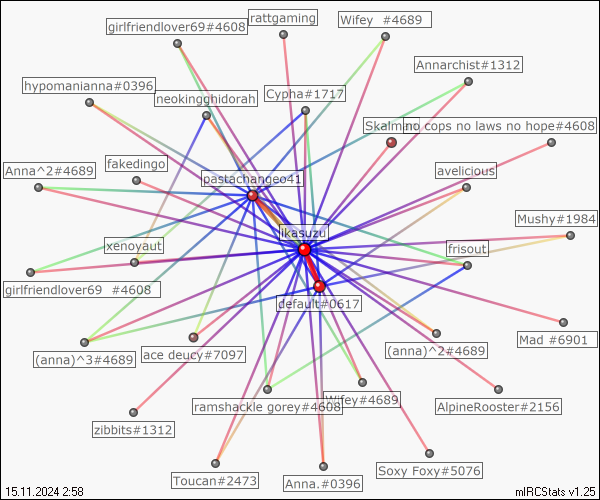 rattgaming
Wifey  #4689
girlfriendlover69#4608
Annarchist#1312
hypomanianna#0396
neokingghidorah
Cypha#1717
no cops no laws no hope#4608
Anna^2#4689
fakedingo
avelicious
pastachangeo41
Mushy#1984
ikasuzu
xenoyaut
frisout
girlfriendlover69  #4608
default#0617
Mad #6901
(anna)^3#4689
ace deucy#7097
(anna)^2#4689
ramshackle gorey#4608
Wifey#4689
AlpineRooster#2156
zibbits#1312
Toucan#2473
Anna.#0396
Soxy Foxy#5076
15.11.2024 2:58
mIRCStats v1.25